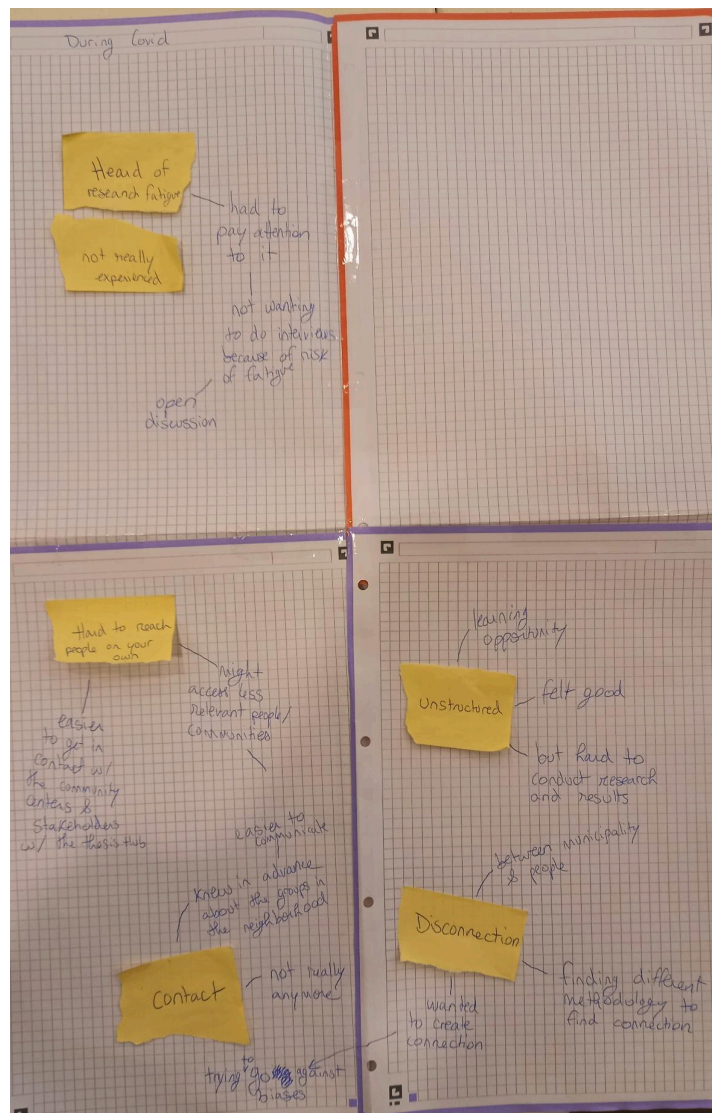 During Covid
Heard of
research fatigue
not really
experienced
had to
pay attention
to it
not wanting
to do interviews
because of risk
of fatigue
open
discussion
Hard to reach
people on your
own
might
access less
relevant people/
communities
easier
to get in
contact w/
the community
centers &
stakeholders
w/ the thesis hub
easier to
communicate
knew in advance
about the groups in
the neighborhood
Contact
not really
anymore
trying to go against
biases
learning
opportunity
Unstructured
felt good
but hard to
conduct research
and results
between municipality
& people
Disconnection
finding different
methodology to
find connection
wanted
to create
connection